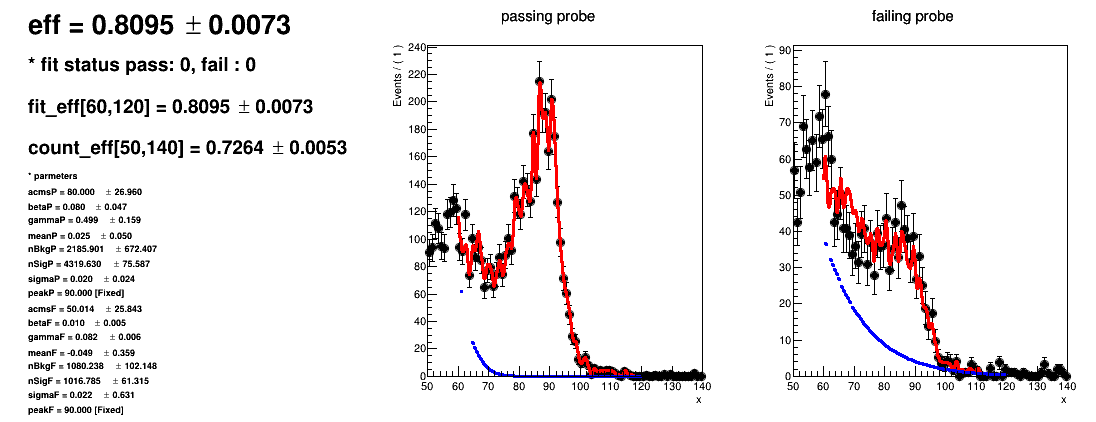 eff = 0.8095 ± 0.0073
* fit status pass: 0, fail : 0
fit_eff[60,120] = 0.8095 ± 0.0073
count_eff[50,140] = 0.7264 ± 0.0053
* parmeters
acmsP = 80.000 ± 26.960
betaP = 0.080 ± 0.047
gammaP = 0.499 ± 0.159
meanP = 0.025 ± 0.050
nBkgP = 2185.901 ± 672.407
nSigP = 4319.630 ± 75.587
sigmaP = 0.020 ± 0.024
peakP = 90.000 [Fixed]
acmsF = 50.014 ± 25.843
betaF = 0.010 ± 0.005
gammaF = 0.082 ± 0.006
meanF = -0.049 ± 0.359
nBkgF = 1080.238 ± 102.148
nSigF = 1016.785 ± 61.315
sigmaF = 0.022 ± 0.631
peakF = 90.000 [Fixed]
passing probe
Events / ( 1 )
240
220
200
180
160
140
120
100
80
60
40
20
0
50 60 70 80 90 100 110 120 130 140
x
failing probe
Events / ( 1 )
90
80
70
60
50
40
30
20
10
0
50 60 70 80 90 100 110 120 130 140
x